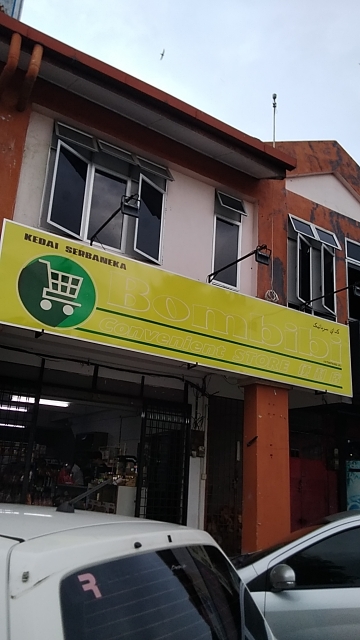 KEDAI SERBANEKA
Bombibi
convenient STORE
R